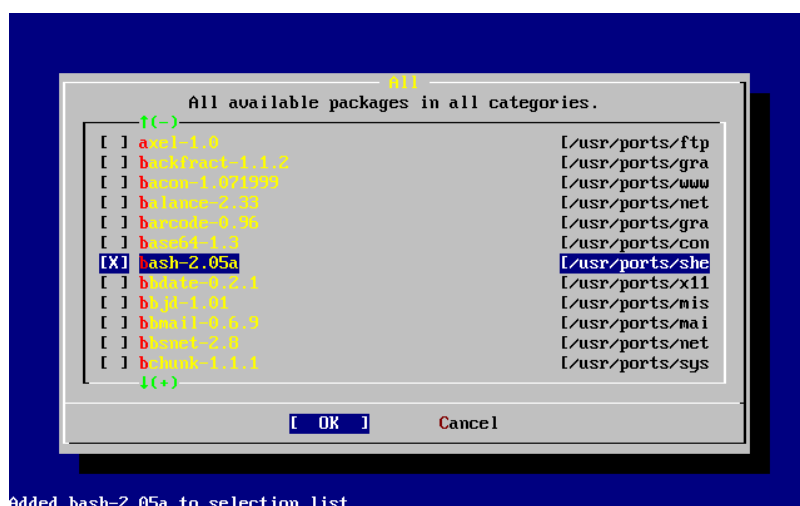 All
All available packages in all categories.
↑(-)
[ ] axel-1.0 [/usr/ports/ftp
[ ] backfract-1.1.2 [/usr/ports/gra
[ ] bacon-1.071999 [/usr/ports/www
[ ] balance-2.33 [/usr/ports/net
[ ] barcode-0.96 [/usr/ports/gra
[ ] base64-1.3 [/usr/ports/con
[X] bash-2.05a [/usr/ports/she
[ ] bbdate-0.2.1 [/usr/ports/x11
[ ] bbjd-1.01 [/usr/ports/mis
[ ] bbmail-0.6.9 [/usr/ports/mai
[ ] bbsnet-2.8 [/usr/ports/net
[ ] bchunk-1.1.1 [/usr/ports/sys
↓(+)
[ OK ] Cancel
Added bash-2.05a to selection list